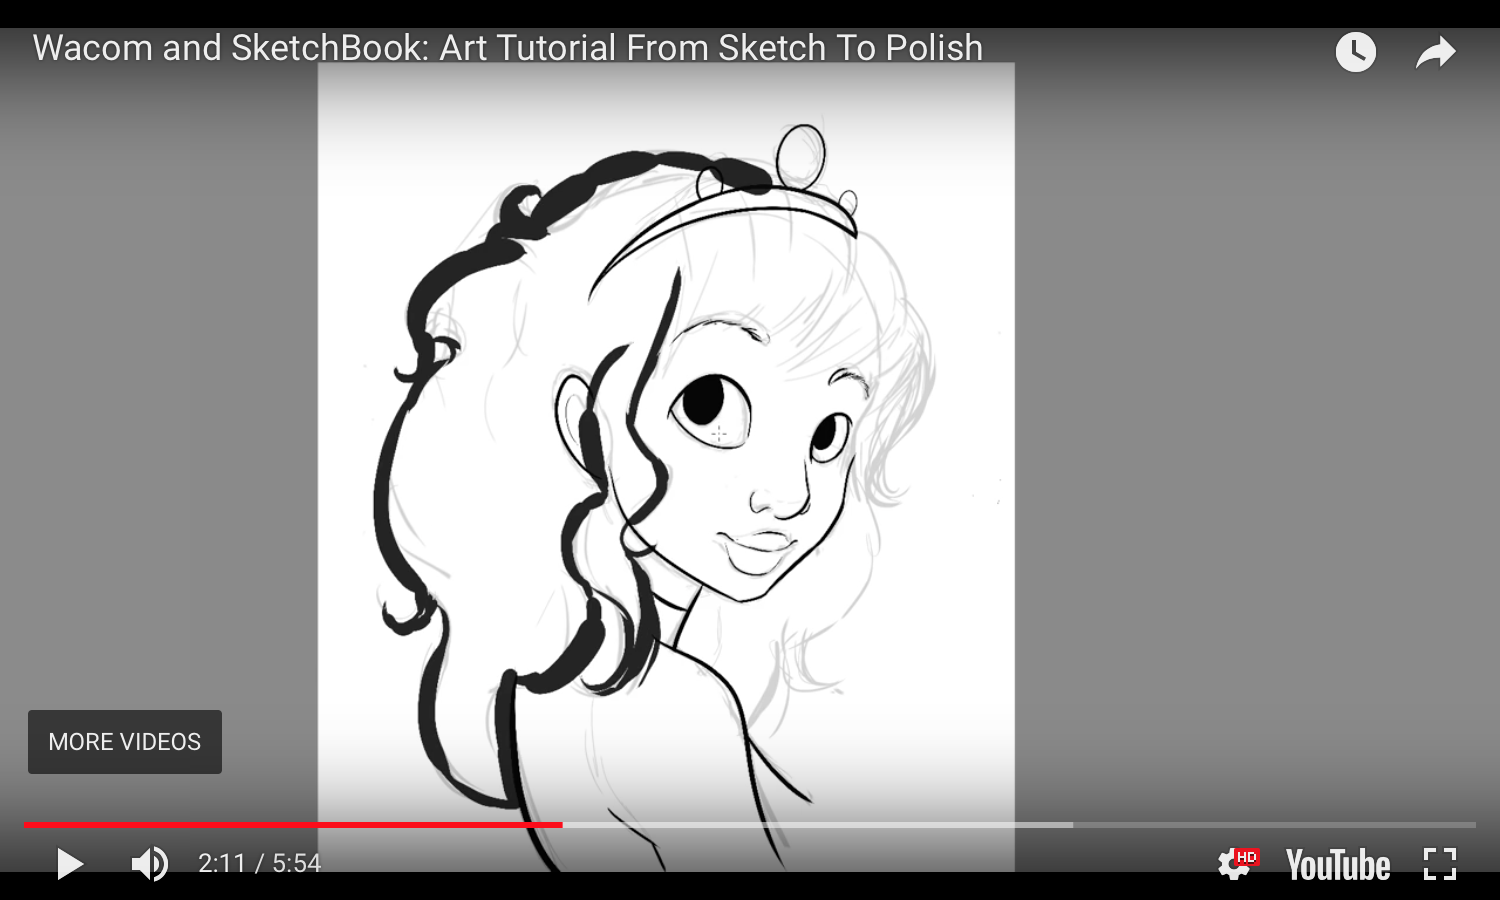 Wacom and SketchBook: Art Tutorial From Sketch To Polish
MORE VIDEOS
2:11 / 5:54
HD
YouTube